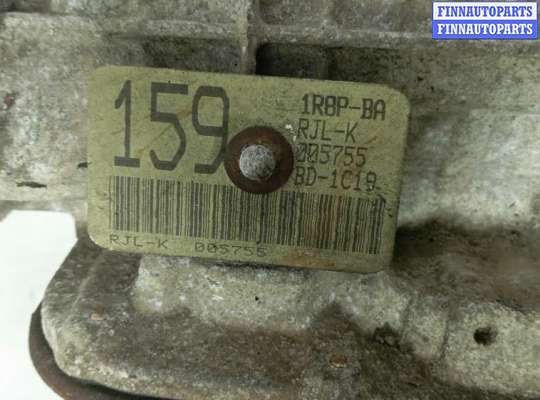 FINNAUTOPARTS
FINNAUTOPARTS
159
1R8P-BA
RJL-K
005755
BD-1C19
RJL-K 005755